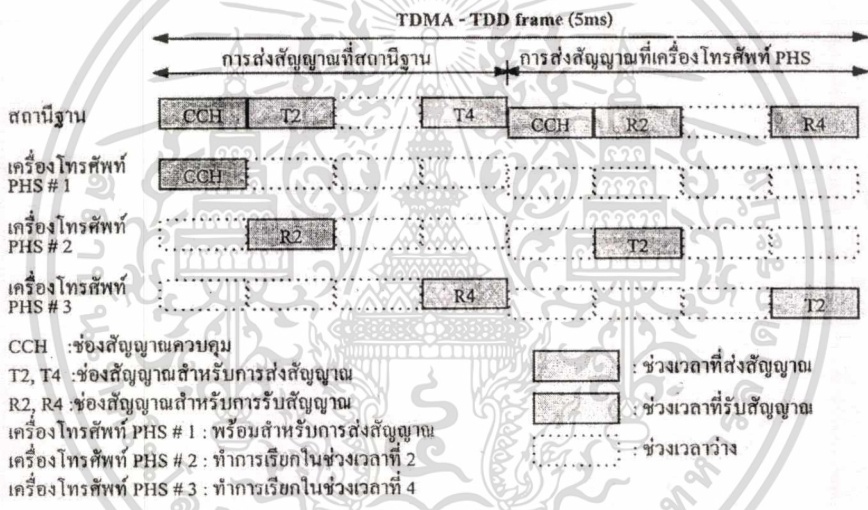 TDMA - TDD frame (5ms)
การส่งสัญญาณที่สถานีฐาน การส่งสัญญาณที่เครื่องโทรศัพท์ PHS
สถานีฐาน CCH T2 T4 CCH R2 R4
เครื่องโทรศัพท์
PHS # 1 CCH
เครื่องโทรศัพท์
PHS # 2 R2 T2
เครื่องโทรศัพท์
PHS # 3 R4 T2
CCH :ช่องสัญญาณควบคุม
T2, T4 :ช่องสัญญาณสำหรับการส่งสัญญาณ
R2, R4 :ช่องสัญญาณสำหรับการรับสัญญาณ
เครื่องโทรศัพท์ PHS # 1 : พร้อมสำหรับการส่งสัญญาณ
เครื่องโทรศัพท์ PHS # 2 : ทำการเรียกในช่วงเวลาที่ 2
เครื่องโทรศัพท์ PHS # 3 : ทำการเรียกในช่วงเวลาที่ 4
: ช่วงเวลาที่ส่งสัญญาณ
: ช่วงเวลาที่รับสัญญาณ
: ช่วงเวลาว่าง